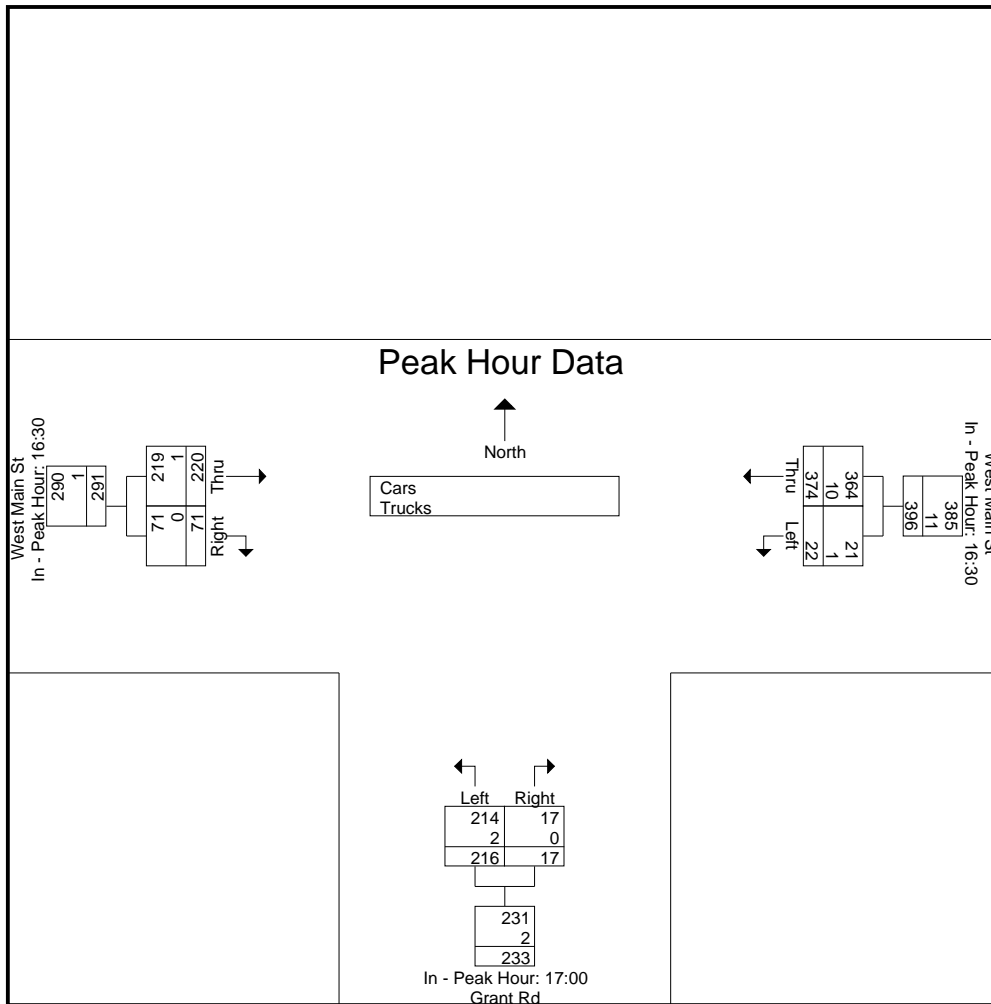 Peak Hour Data
North
Cars
Trucks
West Main St
In - Peak Hour: 16:30
290
1
291
219
1
220
Thru
71
0
71
Right
West Main St
In - Peak Hour: 16:30
385
11
396
364
10
374
Thru
21
1
22
Left
Left Right
214 17
2 0
216 17
231
2
233
In - Peak Hour: 17:00
Grant Rd